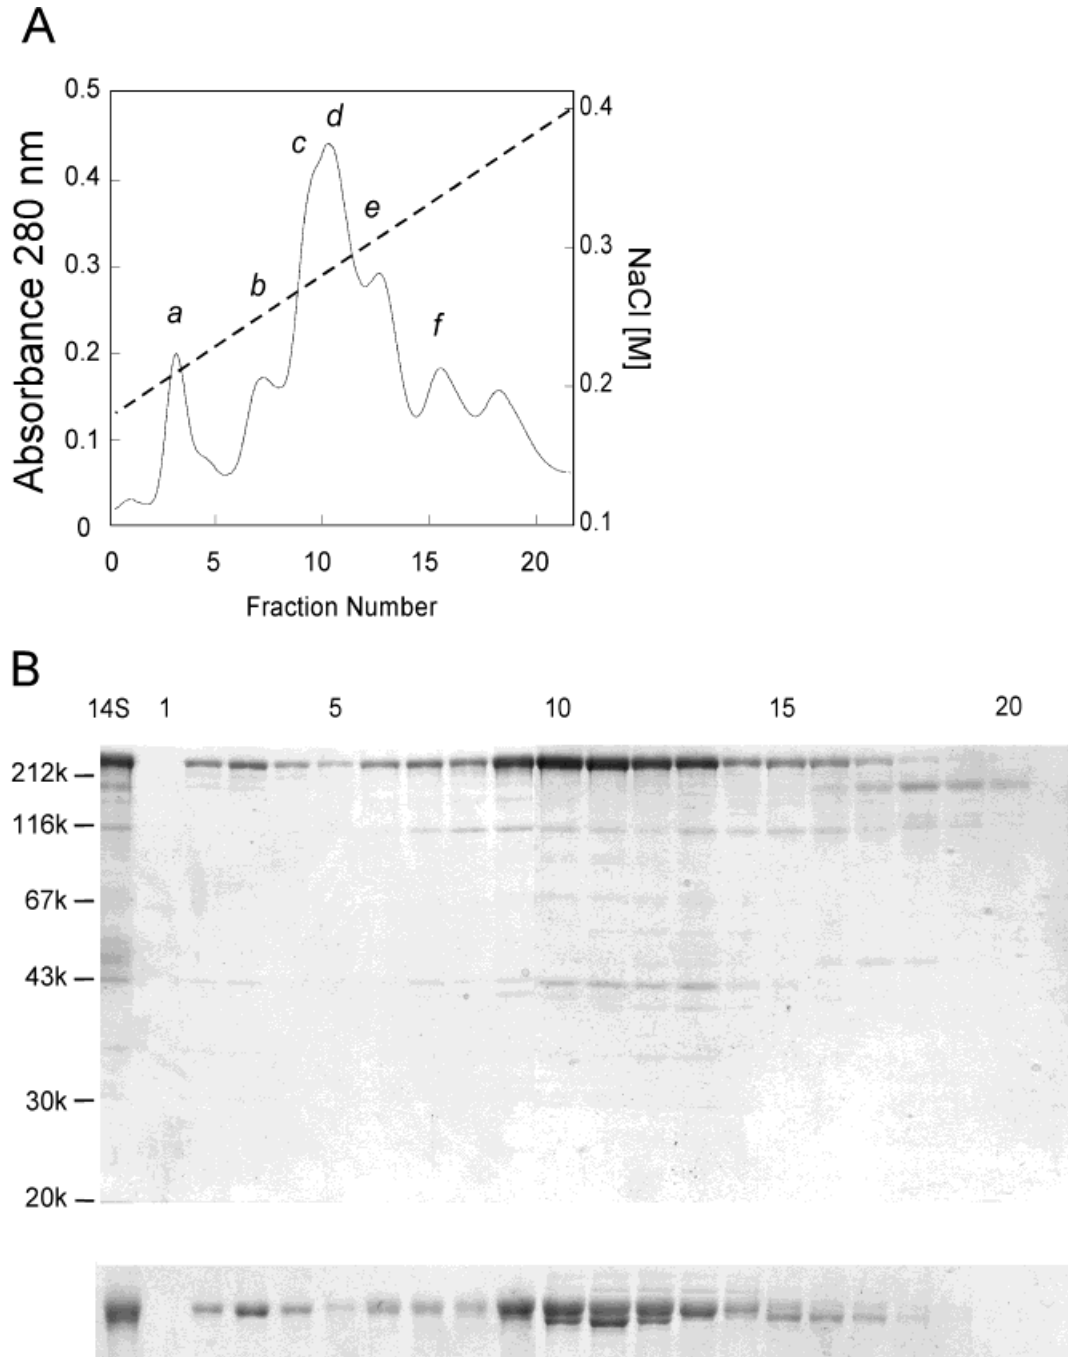 A
0.5
0.4
0.3
0.2
0.1
0
Absorbance 280 nm
a
b
c
d
e
f
0.4
0.3
0.2
0.1
NaCl [M]
0 5 10 15 20
Fraction Number
B
14S 1 5 10 15 20
212k
116k
67k
43k
30k
20k